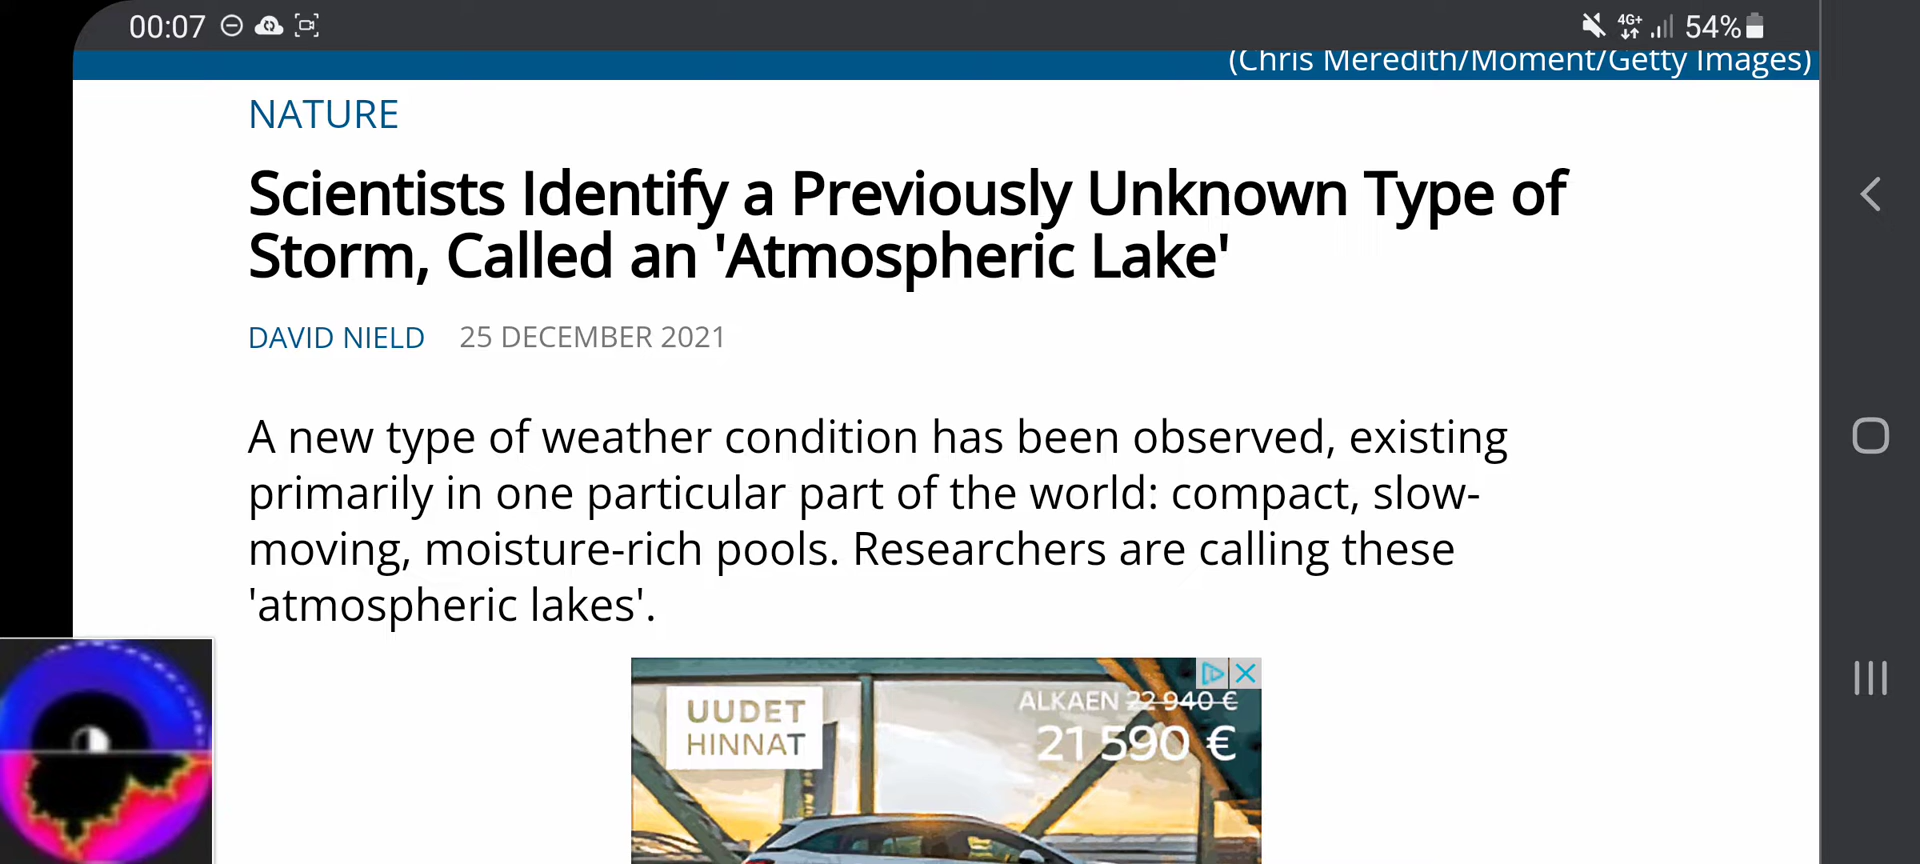 00:07
4G+
54%
(Chris Meredith/Moment/Getty Images)
NATURE
Scientists Identify a Previously Unknown Type of
Storm, Called an 'Atmospheric Lake'
DAVID NIELD 25 DECEMBER 2021
A new type of weather condition has been observed, existing
primarily in one particular part of the world: compact, slow-
moving, moisture-rich pools. Researchers are calling these
'atmospheric lakes'.
UUDET
HINNAT
ALKAEN 22 940 €
21 590 €